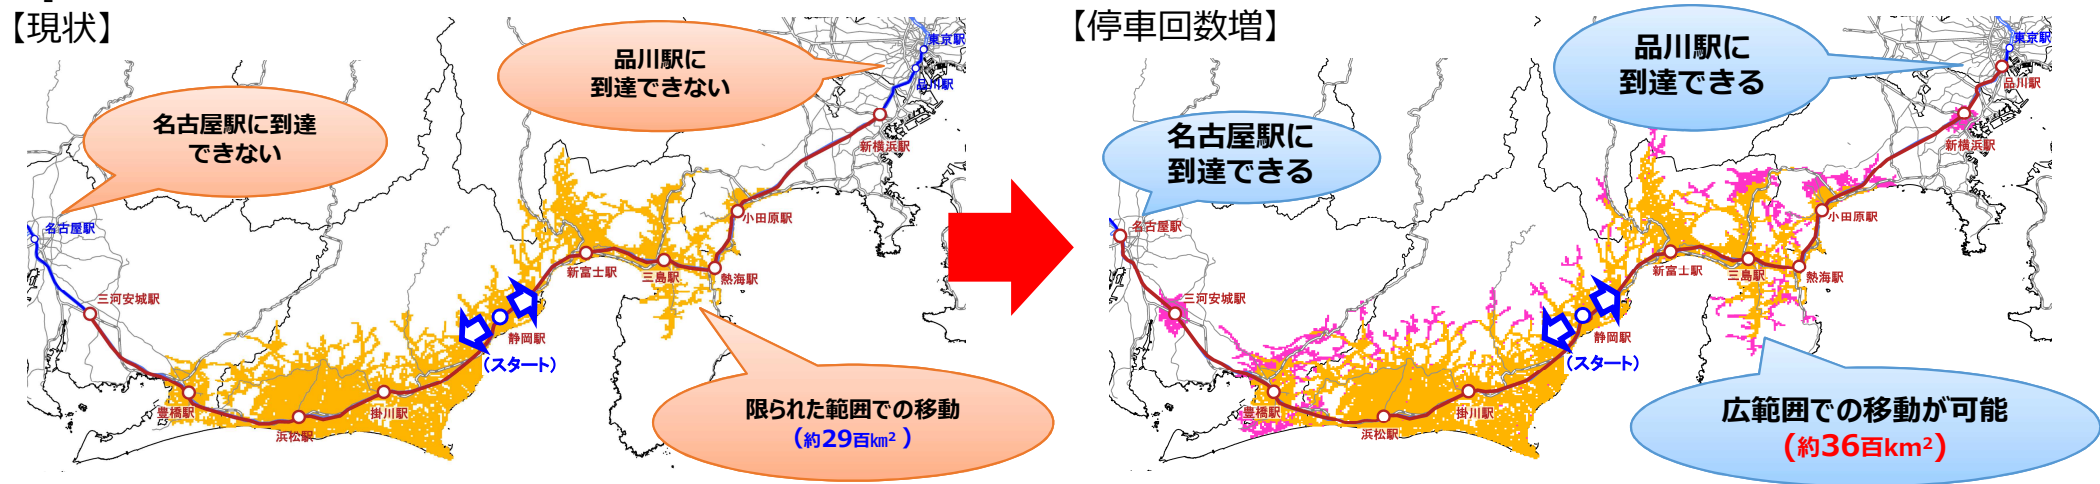 【現状】
品川駅に
到達できない
名古屋駅に到達
できない
東京駅
品川駅
新横浜駅
小田原駅
熱海駅
三島駅
新富士駅
静岡駅
(スタート)
掛川駅
浜松駅
豊橋駅
三河安城駅
名古屋駅
限られた範囲での移動
(約29百km²)
【停車回数増】
品川駅に
到達できる
名古屋駅に
到達できる
東京駅
品川駅
新横浜駅
小田原駅
熱海駅
三島駅
新富士駅
静岡駅
(スタート)
掛川駅
浜松駅
豊橋駅
三河安城駅
名古屋駅
広範囲での移動が可能
(約36百km²)